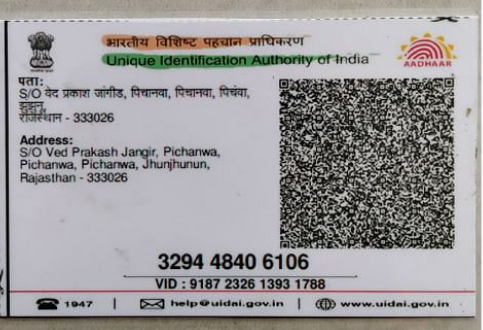 भारतीय विशिष्ट पहचान प्राधिकरण
Unique Identification Authority of India
AADHAAR
पता:
S/O वेद प्रकाश जांगीड, पिचानवा, पिचानवा, पिचंवा,
झुंझुनू,
राजस्थान - 333026
Address:
S/O Ved Prakash Jangir, Pichanwa,
Pichanwa, Pichanwa, Jhunjhunun,
Rajasthan - 333026
3294 4840 6106
VID : 9187 2326 1393 1788
1947 | help@uidai.gov.in | www.uidai.gov.in